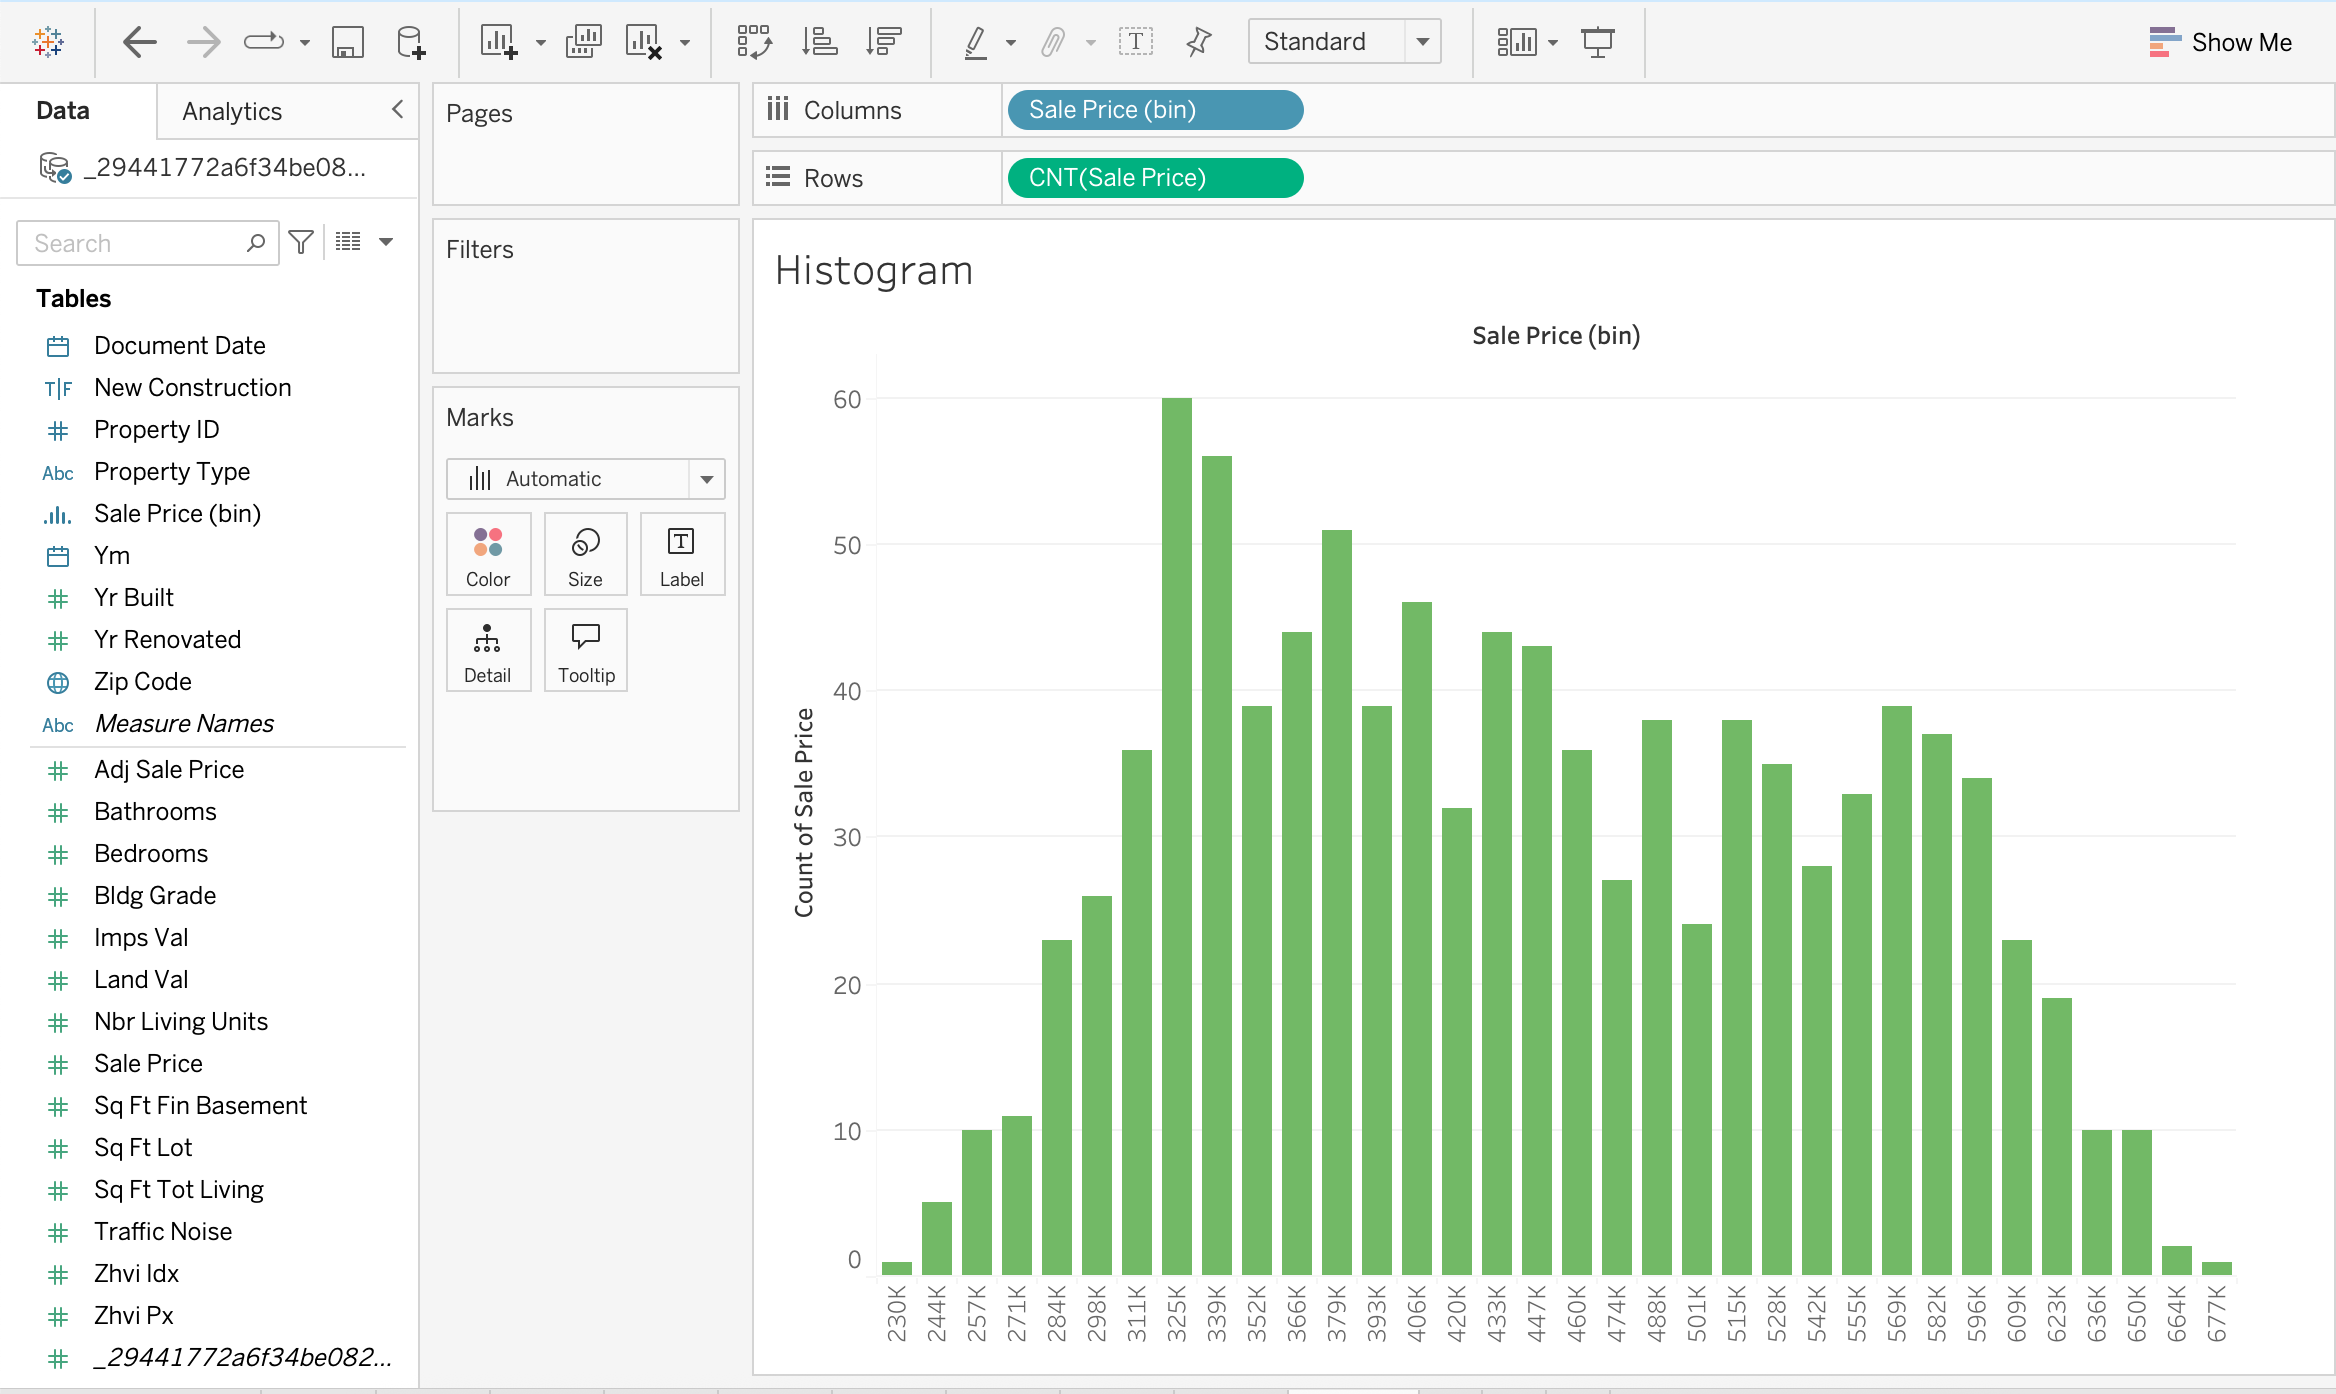 Standard
Show Me
Data
Analytics
_29441772a6f34be08...
Search
Tables
Document Date
T|F New Construction
Property ID
Abc Property Type
Sale Price (bin)
Ym
Yr Built
Yr Renovated
Zip Code
Abc Measure Names
Adj Sale Price
Bathrooms
Bedrooms
Bldg Grade
Imps Val
Land Val
Nbr Living Units
Sale Price
Sq Ft Fin Basement
Sq Ft Lot
Sq Ft Tot Living
Traffic Noise
Zhvi Idx
Zhvi Px
_29441772a6f34be082...
Pages
Filters
Marks
Automatic
Color Size Label
Detail Tooltip
Columns Sale Price (bin)
Rows CNT(Sale Price)
Histogram
Sale Price (bin)
Count of Sale Price
60
50
40
30
20
10
0
230K 244K 257K 271K 284K 298K 311K 325K 339K 352K 366K 379K 393K 406K 420K 433K 447K 460K 474K 488K 501K 515K 528K 542K 555K 569K 582K 596K 609K 623K 636K 650K 664K 677K